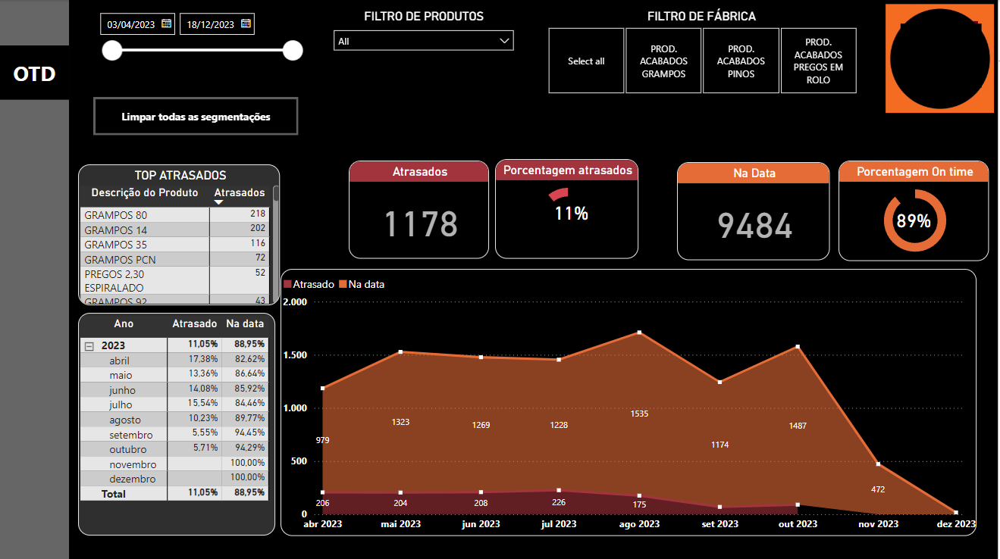 OTD
03/04/2023
18/12/2023
Limpar todas as segmentações
FILTRO DE PRODUTOS
All
FILTRO DE FÁBRICA
Select all
PROD.
ACABADOS
GRAMPOS
PROD.
ACABADOS
PINOS
PROD.
ACABADOS
PREGOS EM
ROLO
TOP ATRASADOS
Descrição do Produto Atrasados
GRAMPOS 80 218
GRAMPOS 14 202
GRAMPOS 35 116
GRAMPOS PCN 72
PREGOS 2,30 52
ESPIRALADO
GRAMPOS 92 43
Atrasados
1178
Porcentagem atrasados
11%
Na Data
9484
Porcentagem On time
89%
Ano Atrasado Na data
2023 11,05% 88,95%
abril 17,38% 82,62%
maio 13,36% 86,64%
junho 14,08% 85,92%
julho 15,54% 84,46%
agosto 10,23% 89,77%
setembro 5,55% 94,45%
outubro 5,71% 94,29%
novembro 100,00%
dezembro 100,00%
Total 11,05% 88,95%
Atrasado Na data
2.000
1.500
1.000
500
0
979 1323 1269 1228 1535 1174 1487 472
206 204 208 226 175
abr 2023 mai 2023 jun 2023 jul 2023 ago 2023 set 2023 out 2023 nov 2023 dez 2023